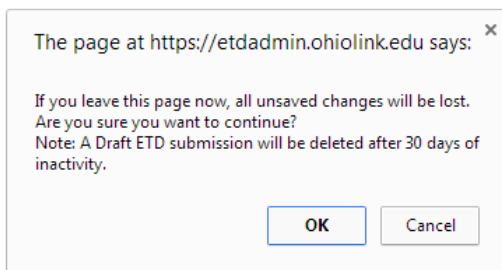 The page at https://etdadmin.ohiolink.edu says:
If you leave this page now, all unsaved changes will be lost.
Are you sure you want to continue?
Note: A Draft ETD submission will be deleted after 30 days of
inactivity.
OK Cancel